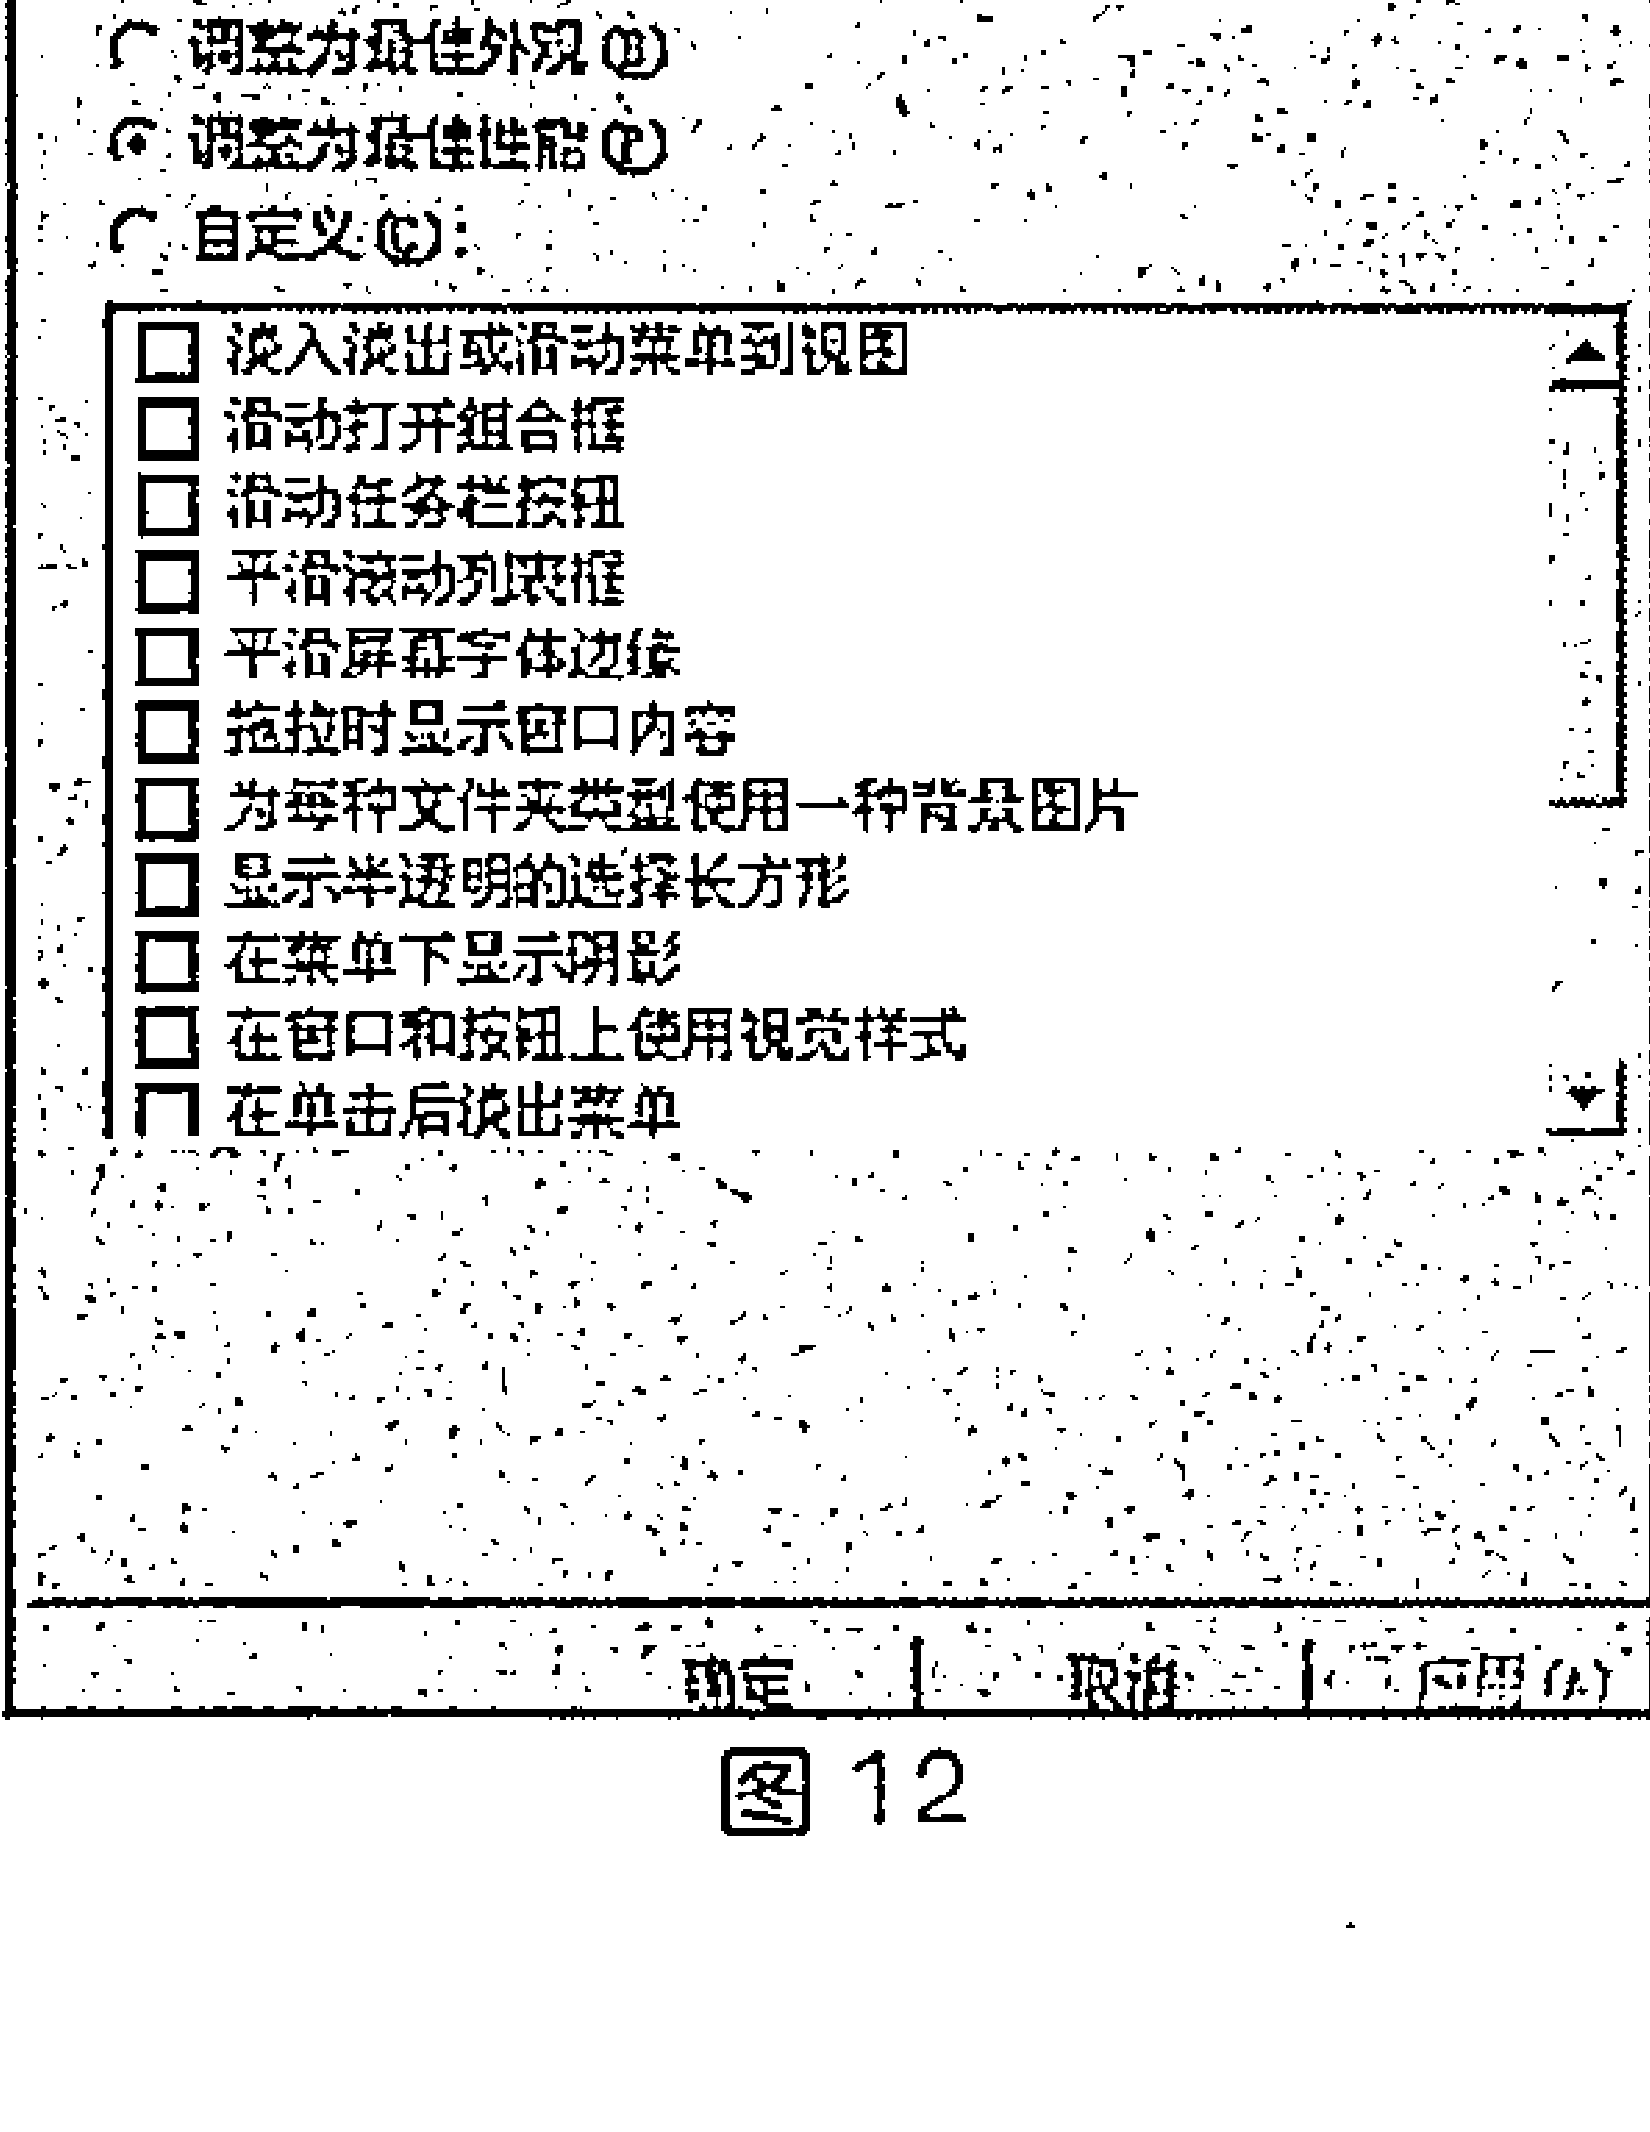 调整为最佳外观(B)
调整为最佳性能(P)
自定义(C):
淡入淡出或滑动菜单到视图
滑动打开组合框
滑动任务栏按钮
平滑滚动列表框
平滑屏幕字体边缘
拖拉时显示窗口内容
为每种文件夹类型使用一种背景图片
显示半透明的选择长方形
在菜单下显示阴影
在窗口和按钮上使用视觉样式
在单击后淡出菜单
确定 取消 应用(A)
图 12